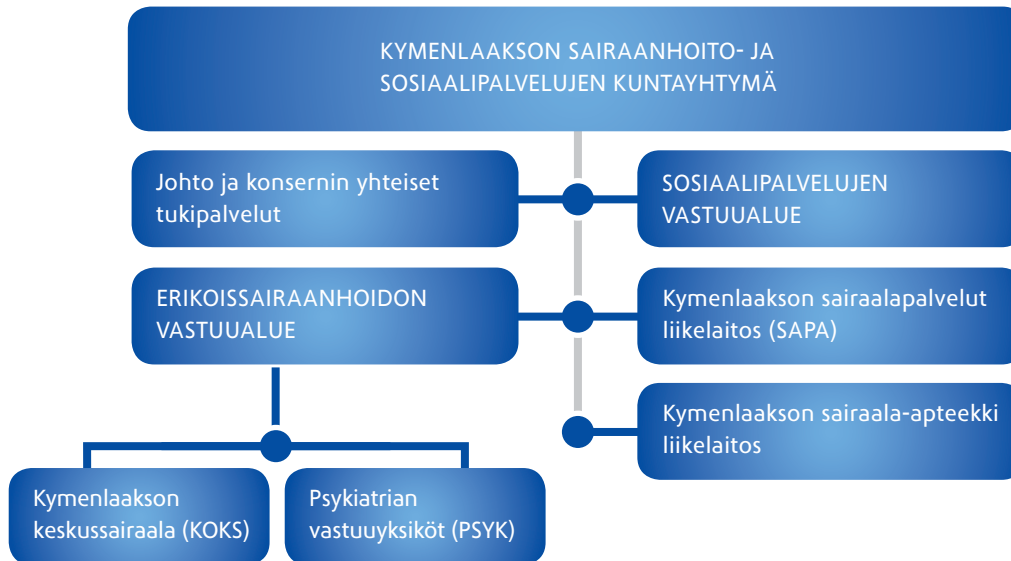 KYMENLAAKSON SAIRAANHOITO- JA
SOSIAALIPALVELUJEN KUNTAYHTYMÄ
Johto ja konsernin yhteiset
tukipalvelut
SOSIAALIPALVELUJEN
VASTUUALUE
ERIKOISSAIRAANHOIDON
VASTUUALUE
Kymenlaakson sairaalapalvelut
liikelaitos (SAPA)
Kymenlaakson sairaala-apteekki
liikelaitos
Kymenlaakson
keskussairaala (KOKS)
Psykiatrian
vastuuyksiköt (PSYK)